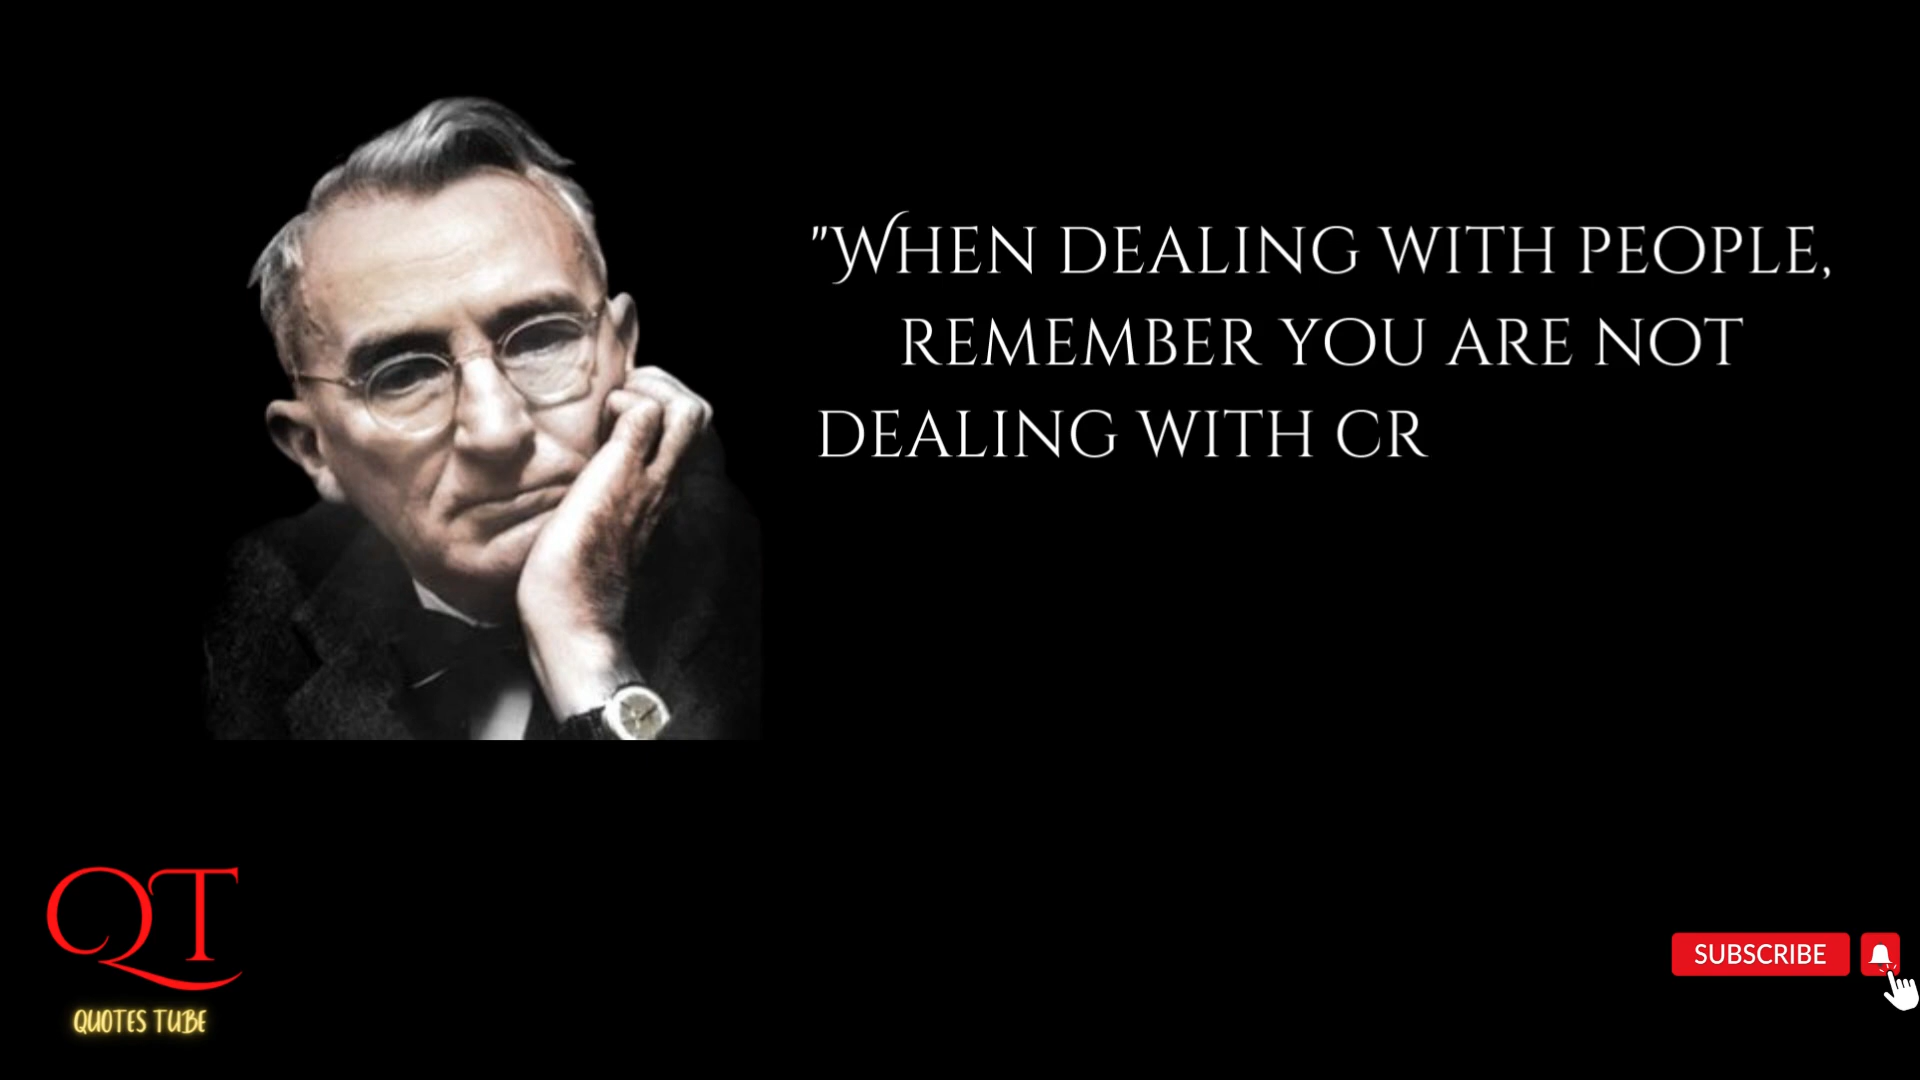 "When dealing with people,
remember you are not
dealing with cr
QT
QUOTES TUBE
SUBSCRIBE